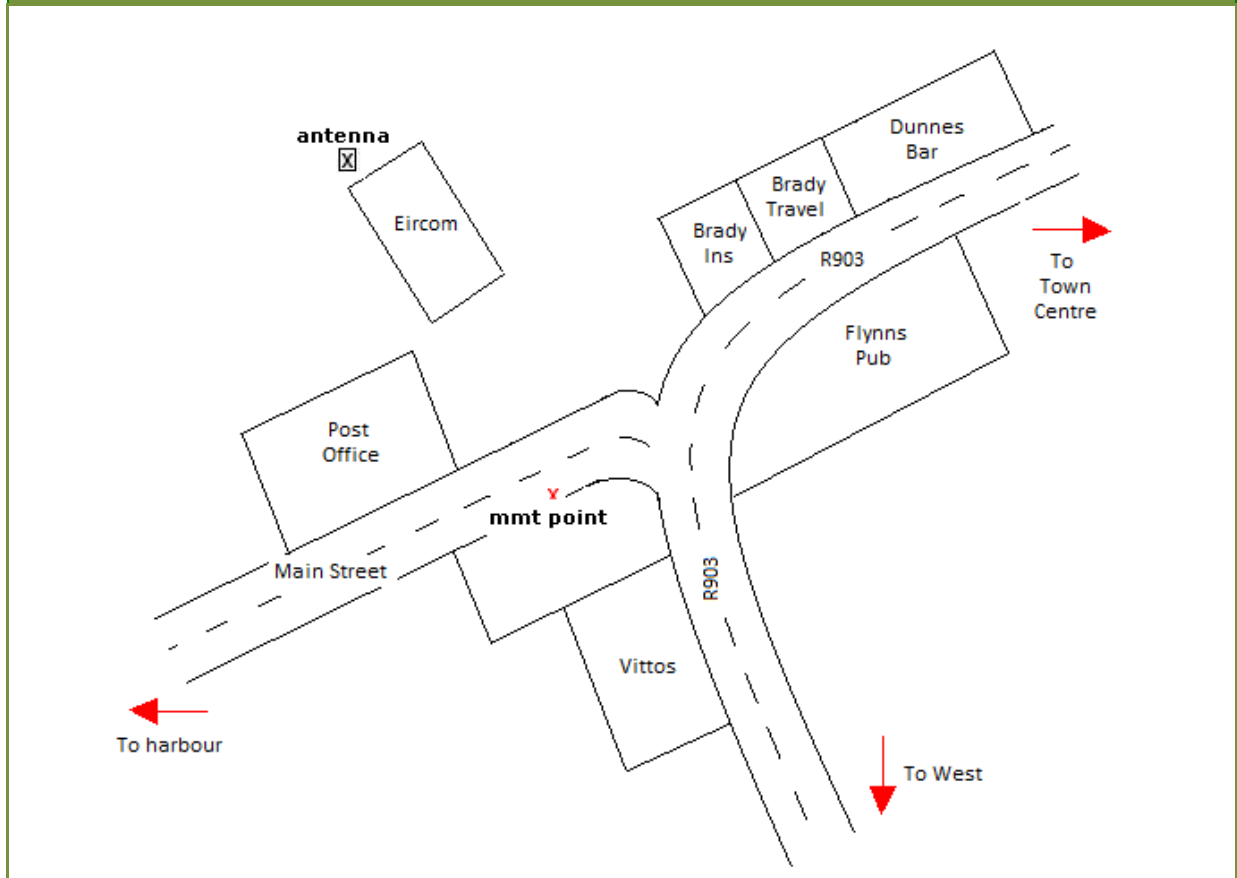 antenna
X
Eircom
Dunnes
Bar
Brady
Travel
Brady
Ins
R903
To
Town
Centre
Flynns
Pub
Post
Office
x
mmt point
Main Street
R903
Vittos
To harbour
To West